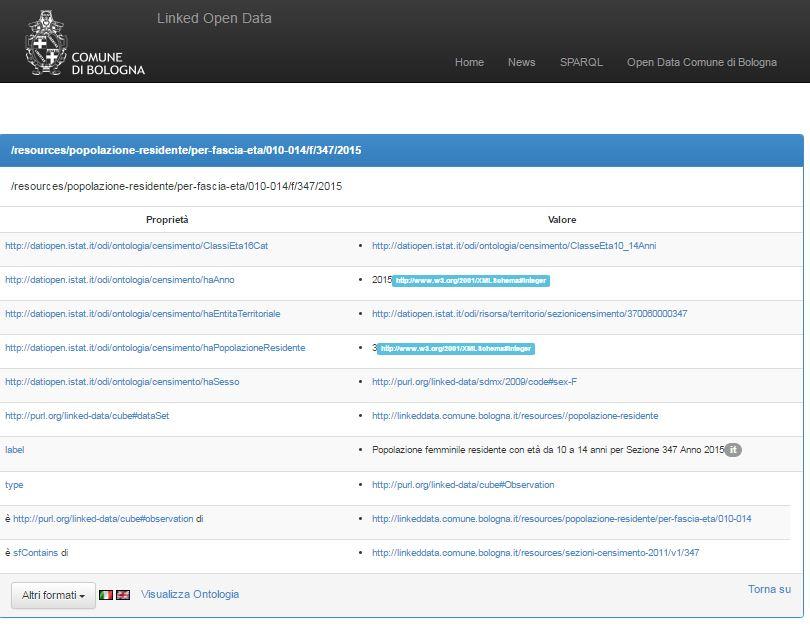 Linked Open Data
COMUNE
DI BOLOGNA
Home News SPARQL Open Data Comune di Bologna
/resources/popolazione-residente/per-fascia-eta/010-014/f/347/2015
/resources/popolazione-residente/per-fascia-eta/010-014/f/347/2015
Proprietà Valore
http://datiopen.istat.it/odi/ontologia/censimento/ClassiEta16Cat • http://datiopen.istat.it/odi/ontologia/censimento/ClasseEta10_14Anni
http://datiopen.istat.it/odi/ontologia/censimento/haAnno • 2015 http://www.w3.org/2001/XMLSchema#integer
http://datiopen.istat.it/odi/ontologia/censimento/haEntitaTerritoriale • http://datiopen.istat.it/odi/risorsa/territorio/sezionicensimento/370060000347
http://datiopen.istat.it/odi/ontologia/censimento/haPopolazioneResidente • 3 http://www.w3.org/2001/XMLSchema#integer
http://datiopen.istat.it/odi/ontologia/censimento/haSesso • http://purl.org/linked-data/sdmx/2009/code#sex-F
http://purl.org/linked-data/cube#dataSet • http://linkeddata.comune.bologna.it/resources//popolazione-residente
label • Popolazione femminile residente con età da 10 a 14 anni per Sezione 347 Anno 2015 it
type • http://purl.org/linked-data/cube#Observation
è http://purl.org/linked-data/cube#observation di • http://linkeddata.comune.bologna.it/resources/popolazione-residente/per-fascia-eta/010-014
è sfContains di • http://linkeddata.comune.bologna.it/resources/sezioni-censimento-2011/v1/347
Altri formati Visualizza Ontologia Torna su